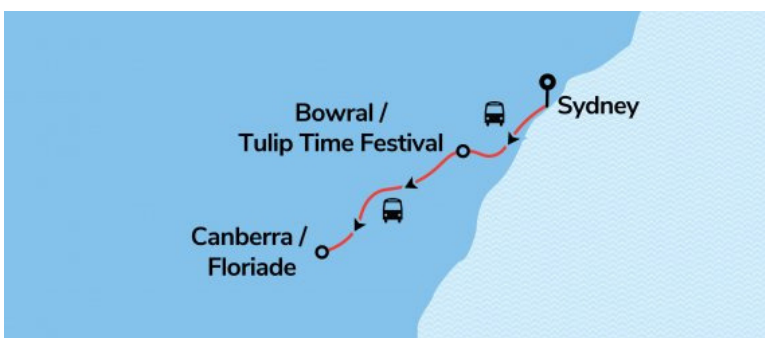 Sydney
Bowral /
Tulip Time Festival
Canberra /
Floriade